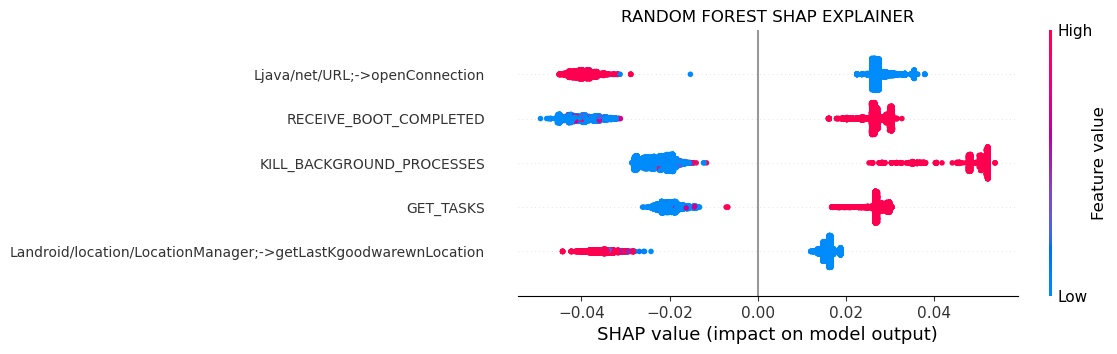 RANDOM FOREST SHAP EXPLAINER
High
Ljava/net/URL;->openConnection
RECEIVE_BOOT_COMPLETED
KILL_BACKGROUND_PROCESSES
GET_TASKS
Landroid/location/LocationManager;->getLastKgoodwarewnLocation
Feature value
Low
−0.04 −0.02 0.00 0.02 0.04
SHAP value (impact on model output)